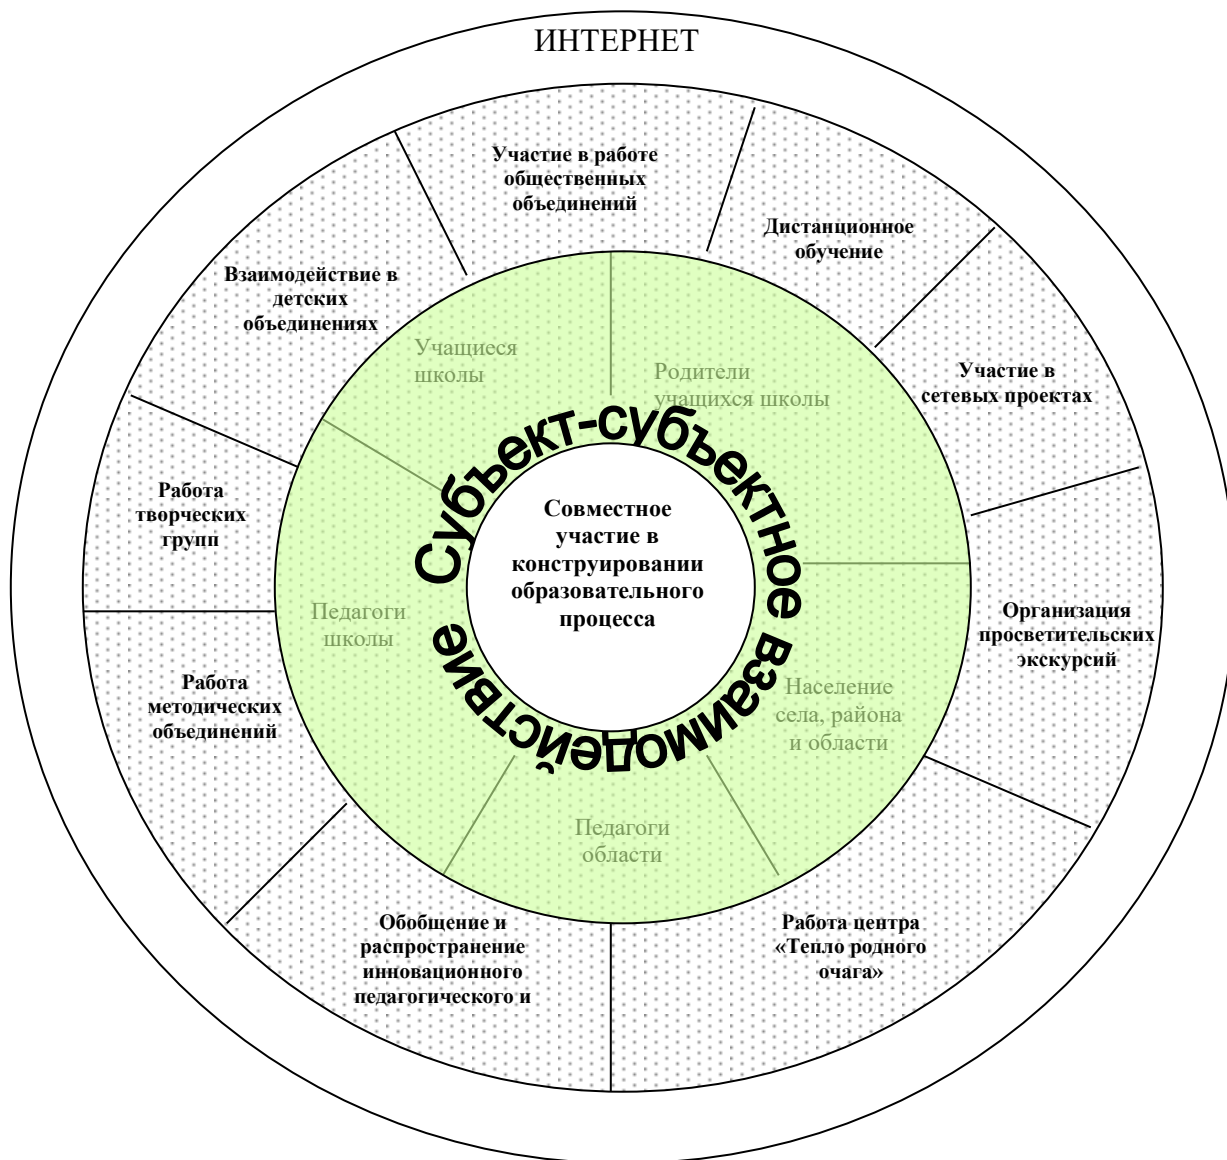 ИНТЕРНЕТ
Участие в работе
общественных
объединений
Дистанционное
обучение
Взаимодействие в
детских
объединениях
Участие в
сетевых проектах
Учащиеся
школы
Родители
учащихся школы
Субъект-субъектное взаимодействие
Совместное
участие в
конструировании
образовательного
процесса
Работа
творческих
групп
Организация
просветительских
экскурсий
Педагоги
школы
Население
села, района
и области
Работа
методических
объединений
Педагоги
области
Обобщение и
распространение
инновационного
педагогического и
Работа центра
«Тепло родного
очага»